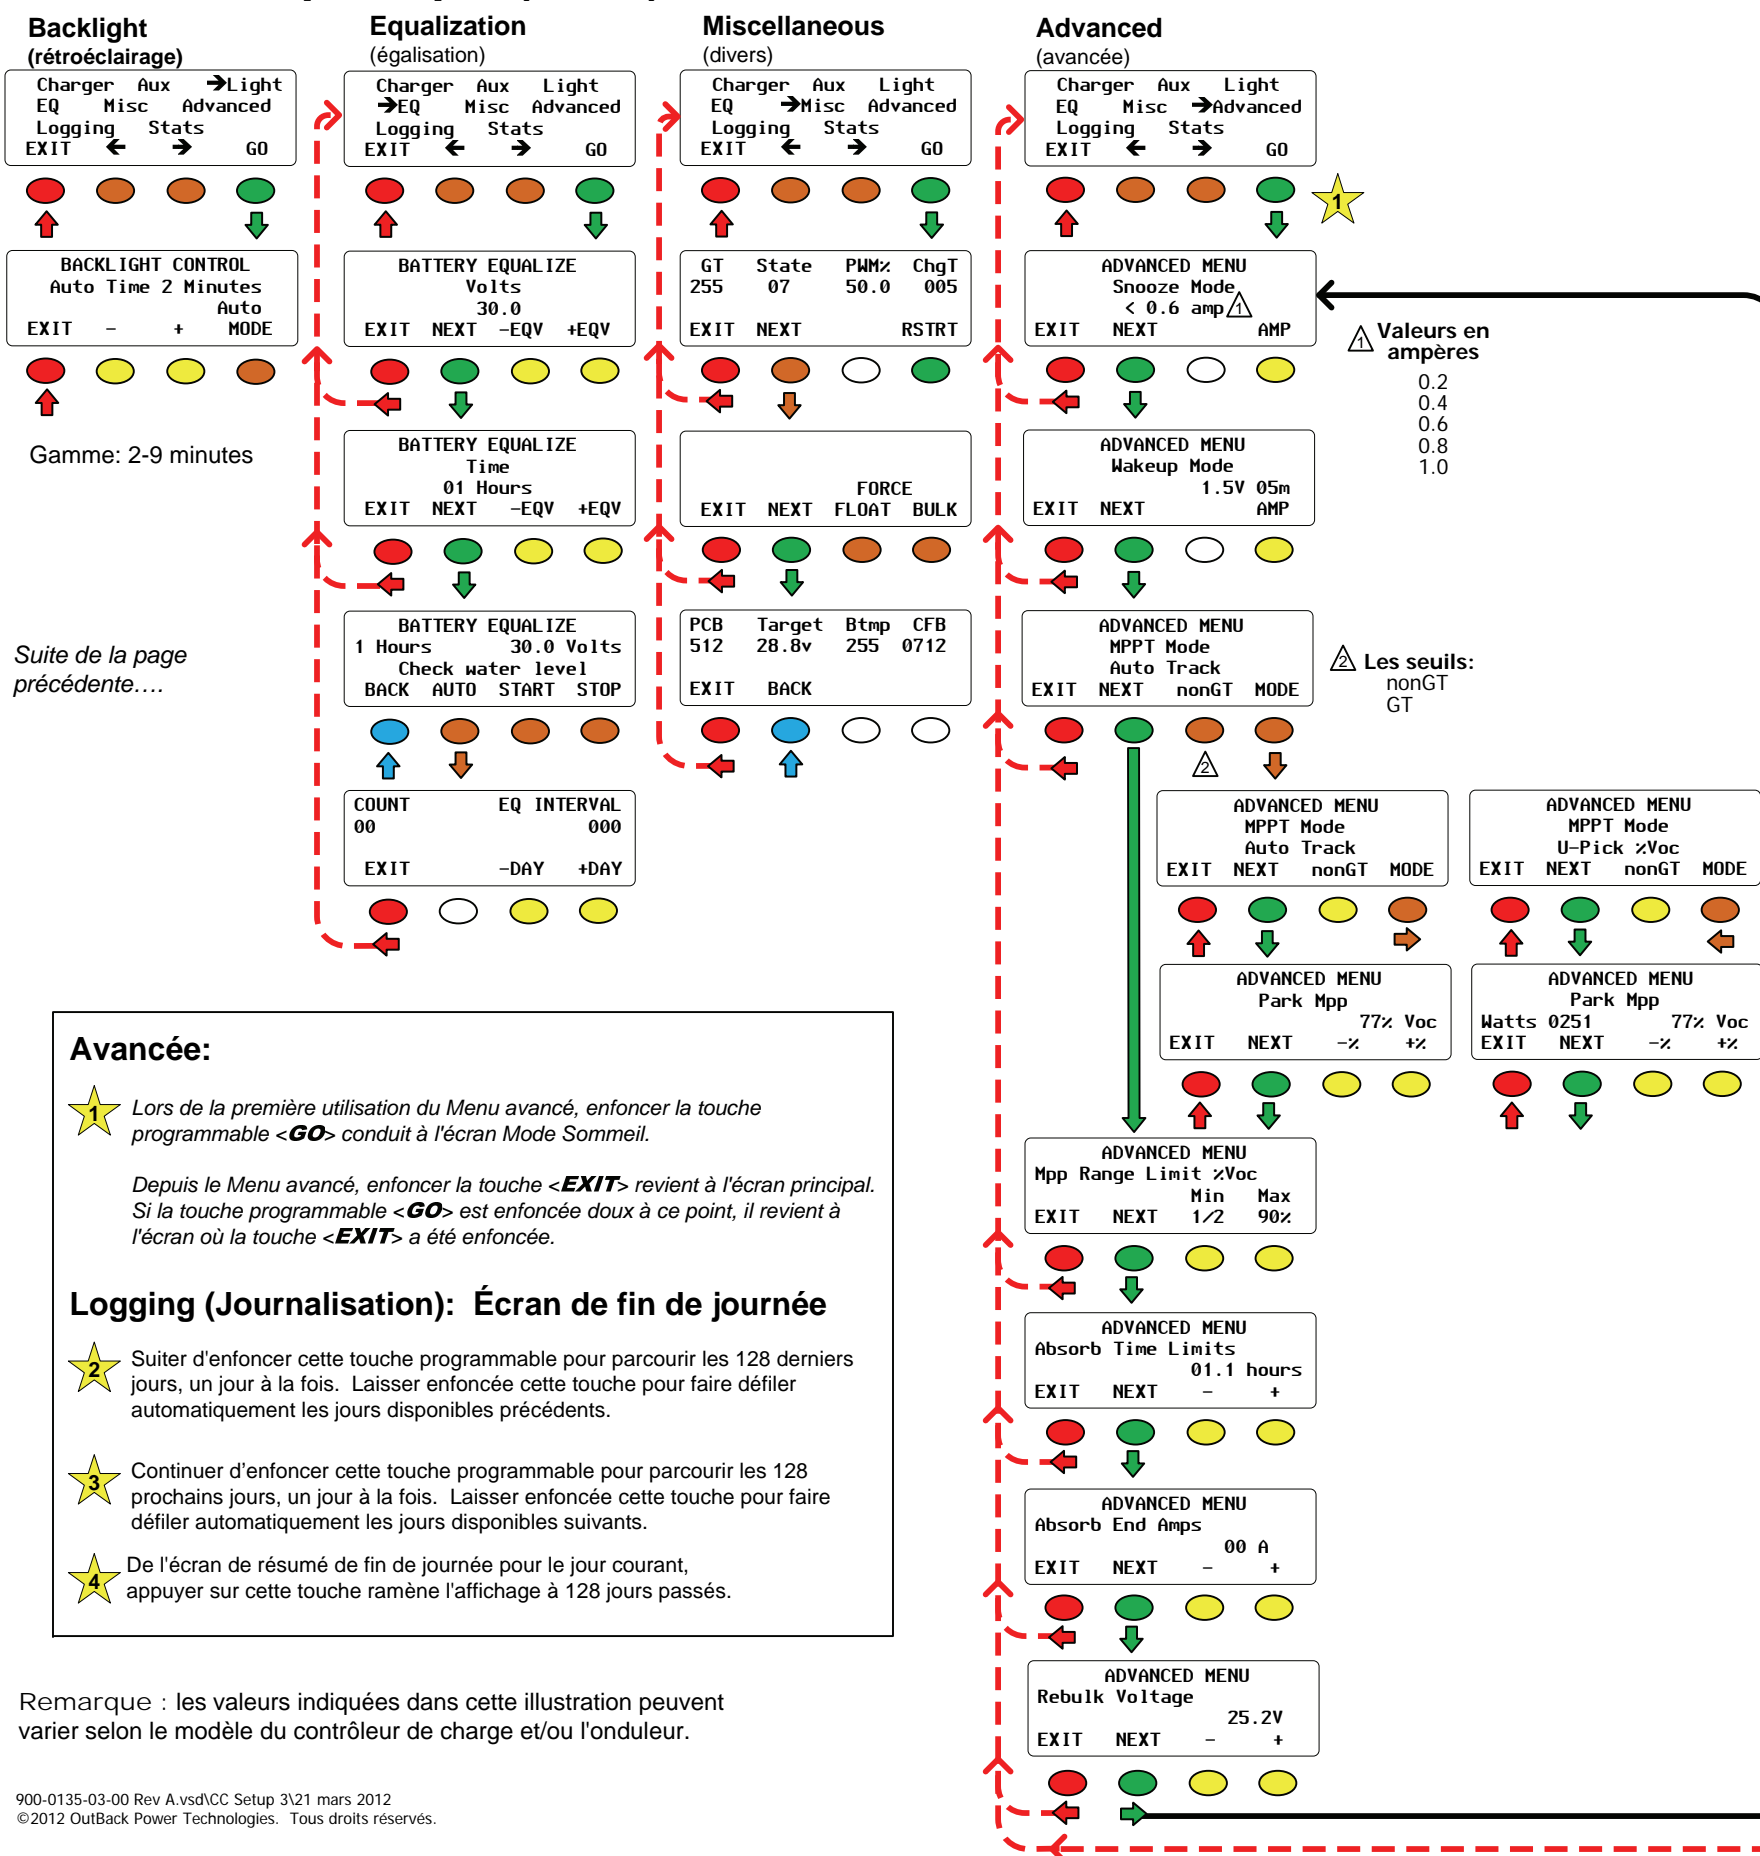 Backlight
(rétroéclairage)
Charger Aux ➔Light
EQ Misc Advanced
Logging Stats
EXIT 🡰 ➔ GO
BACKLIGHT CONTROL
Auto Time 2 Minutes
Auto
EXIT - + MODE
Gamme: 2-9 minutes
Suite de la page
précédente….
Equalization
(égalisation)
Charger Aux Light
➔EQ Misc Advanced
Logging Stats
EXIT 🡰 ➔ GO
BATTERY EQUALIZE
Volts
30.0
EXIT NEXT -EQV +EQV
BATTERY EQUALIZE
Time
01 Hours
EXIT NEXT -EQV +EQV
BATTERY EQUALIZE
1 Hours 30.0 Volts
Check water level
BACK AUTO START STOP
COUNT EQ INTERVAL
00 000
EXIT -DAY +DAY
Miscellaneous
(divers)
Charger Aux Light
EQ ➔Misc Advanced
Logging Stats
EXIT 🡰 ➔ GO
GT State PWM% ChgT
255 07 50.0 005
EXIT NEXT RSTRT
FORCE
EXIT NEXT FLOAT BULK
PCB Target Btmp CFB
512 28.8v 255 0712
EXIT BACK
Advanced
(avancée)
Charger Aux Light
EQ Misc ➔Advanced
Logging Stats
EXIT 🡰 ➔ GO
1
ADVANCED MENU
Snooze Mode
< 0.6 amp 1
EXIT NEXT AMP
1 Valeurs en
ampères
0.2
0.4
0.6
0.8
1.0
ADVANCED MENU
Wakeup Mode
1.5V 05m
EXIT NEXT AMP
ADVANCED MENU
MPPT Mode
Auto Track
EXIT NEXT nonGT MODE
2
2 Les seuils:
nonGT
GT
ADVANCED MENU
MPPT Mode
Auto Track
EXIT NEXT nonGT MODE
ADVANCED MENU
MPPT Mode
U-Pick %Voc
EXIT NEXT nonGT MODE
ADVANCED MENU
Park Mpp
77% Voc
EXIT NEXT -% +%
ADVANCED MENU
Park Mpp
Watts 0251 77% Voc
EXIT NEXT -% +%
ADVANCED MENU
Mpp Range Limit %Voc
Min Max
EXIT NEXT 1/2 90%
ADVANCED MENU
Absorb Time Limits
01.1 hours
EXIT NEXT - +
ADVANCED MENU
Absorb End Amps
00 A
EXIT NEXT - +
ADVANCED MENU
Rebulk Voltage
25.2V
EXIT NEXT - +
Avancée:
1 Lors de la première utilisation du Menu avancé, enfoncer la touche
programmable <GO> conduit à l'écran Mode Sommeil.
Depuis le Menu avancé, enfoncer la touche <EXIT> revient à l'écran principal.
Si la touche programmable <GO> est enfoncée doux à ce point, il revient à
l'écran où la touche <EXIT> a été enfoncée.
Logging (Journalisation): Écran de fin de journée
2 Suiter d'enfoncer cette touche programmable pour parcourir les 128 derniers
jours, un jour à la fois. Laisser enfoncée cette touche pour faire défiler
automatiquement les jours disponibles précédents.
3 Continuer d'enfoncer cette touche programmable pour parcourir les 128
prochains jours, un jour à la fois. Laisser enfoncée cette touche pour faire
défiler automatiquement les jours disponibles suivants.
4 De l'écran de résumé de fin de journée pour le jour courant,
appuyer sur cette touche ramène l'affichage à 128 jours passés.
Remarque : les valeurs indiquées dans cette illustration peuvent
varier selon le modèle du contrôleur de charge et/ou l'onduleur.
900-0135-03-00 Rev A.vsd\CC Setup 3\21 mars 2012
©2012 OutBack Power Technologies. Tous droits réservés.